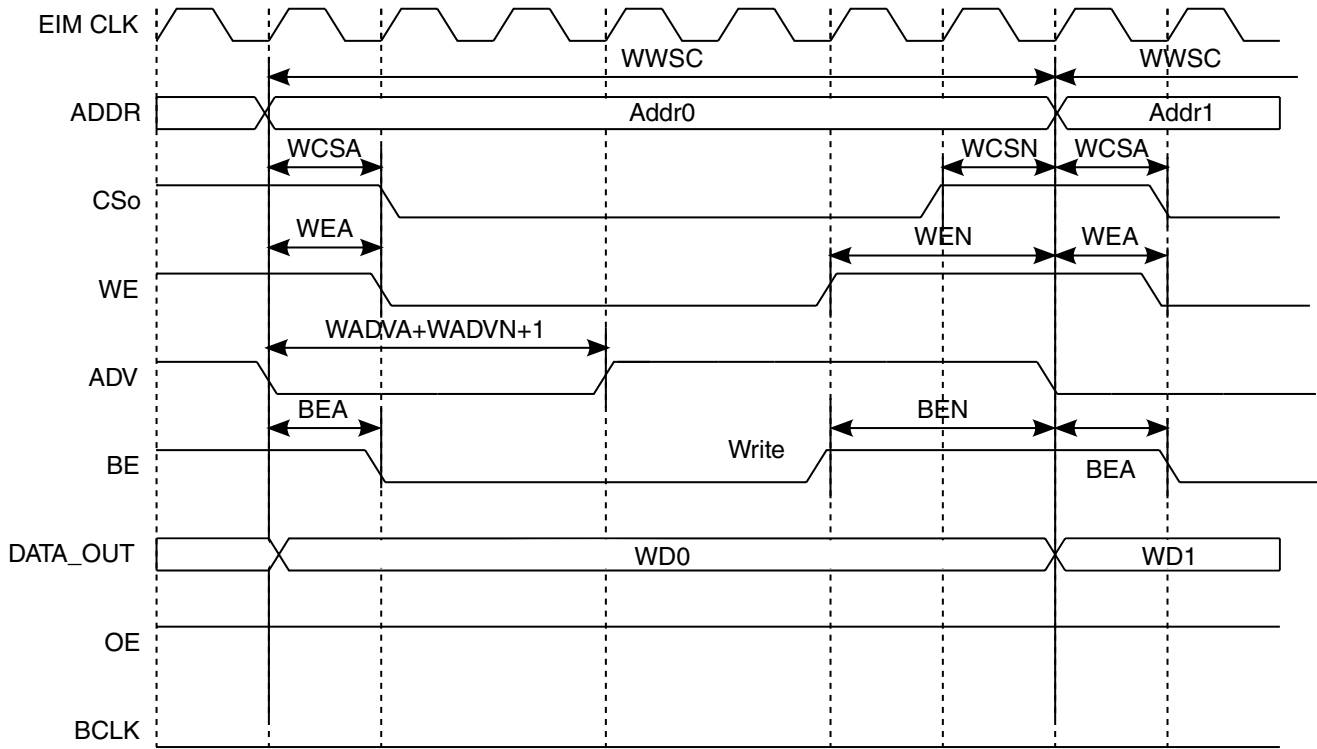 EIM CLK
WWSC WWSC
ADDR Addr0 Addr1
WCSA WCSN WCSA
CSo
WEA WEN WEA
WE
WADVA+WADVN+1
ADV
BEA BEN
BE Write BEA
DATA_OUT WD0 WD1
OE
BCLK